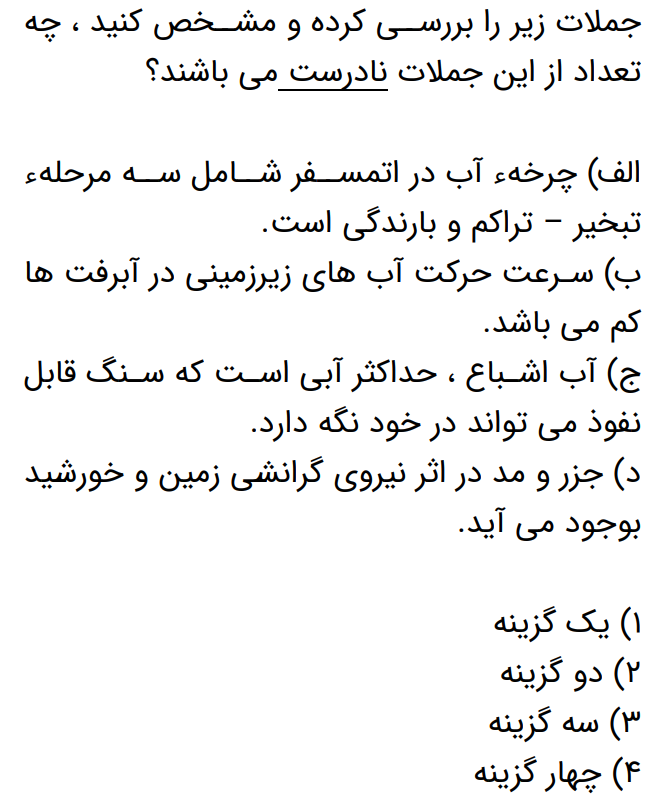 جملات زیر را بررسی کرده و مشخص کنید ، چه
تعداد از این جملات نادرست می باشند؟
الف) چرخهء آب در اتمسفر شامل سه مرحلهء
تبخیر – تراکم و بارندگی است.
ب) سرعت حرکت آب های زیرزمینی در آبرفت ها
کم می باشد.
ج) آب اشباع ، حداکثر آبی است که سنگ قابل
نفوذ می تواند در خود نگه دارد.
د) جزر و مد در اثر نیروی گرانشی زمین و خورشید
بوجود می آید.
۱) یک گزینه
۲) دو گزینه
۳) سه گزینه
۴) چهار گزینه